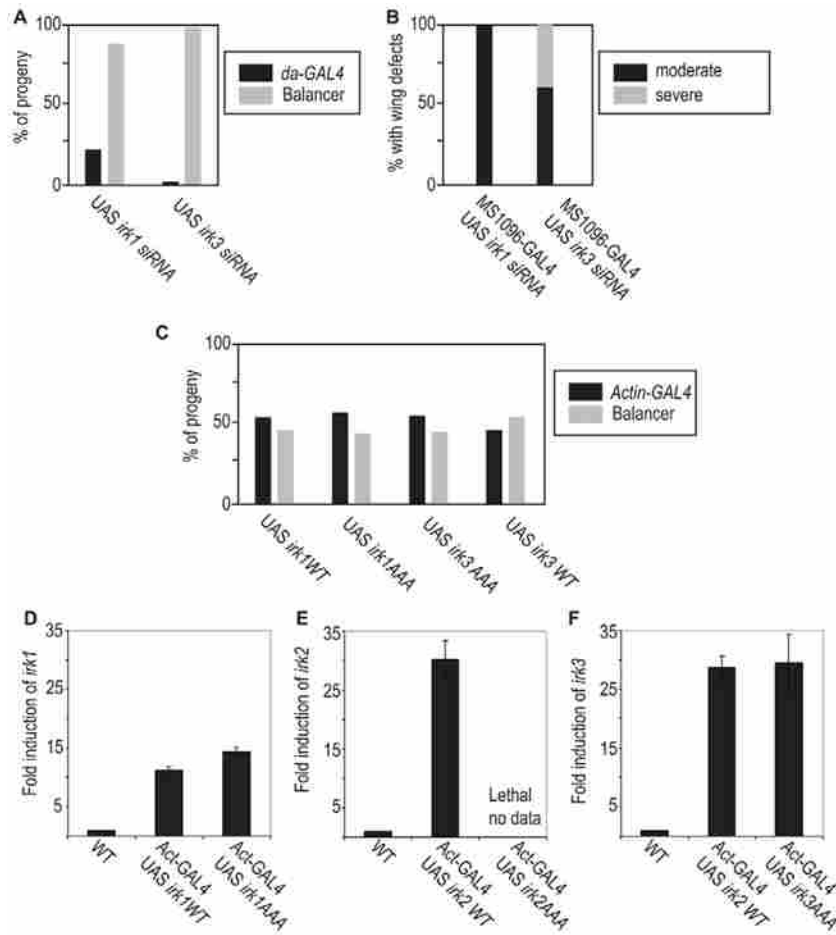 A
% of progeny
100
50
0
UAS irk1 siRNA
UAS irk3 siRNA
da-GAL4
Balancer
B
% with wing defects
100
50
0
MS1096-GAL4
UAS irk1 siRNA
MS1096-GAL4
UAS irk3 siRNA
moderate
severe
C
% of progeny
100
50
0
UAS irk1WT
UAS irk1AAA
UAS irk3 AAA
UAS irk3 WT
Actin-GAL4
Balancer
D
Fold induction of irk1
35
25
15
5
WT
Act-GAL4
UAS irk1WT
Act-GAL4
UAS irk1AAA
E
Fold induction of irk2
35
25
15
5
Lethal
no data
WT
Act-GAL4
UAS irk2 WT
Act-GAL4
UAS irk2AAA
F
Fold induction of irk3
35
25
15
5
WT
Act-GAL4
UAS irk2 WT
Act-GAL4
UAS irk3AAA